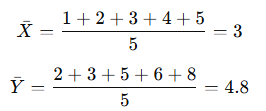 X̄ = (1 + 2 + 3 + 4 + 5) / 5 = 3
Ȳ = (2 + 3 + 5 + 6 + 8) / 5 = 4.8